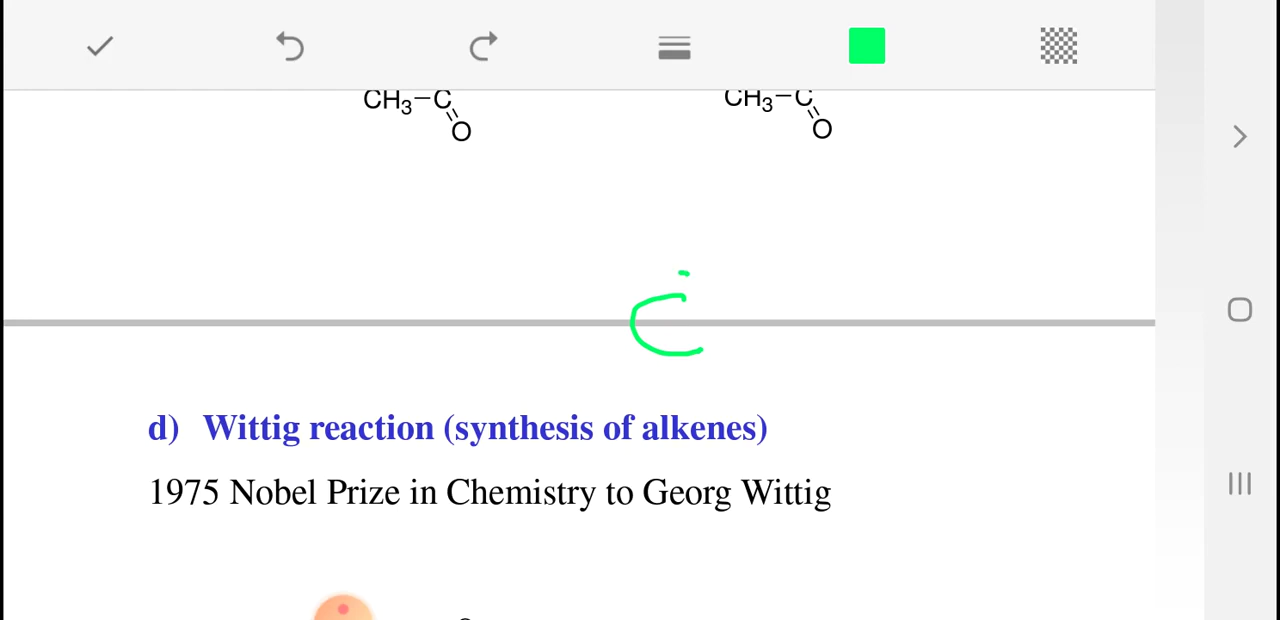 CH₃–C CH₃–C
O O
C
d) Wittig reaction (synthesis of alkenes)
1975 Nobel Prize in Chemistry to Georg Wittig